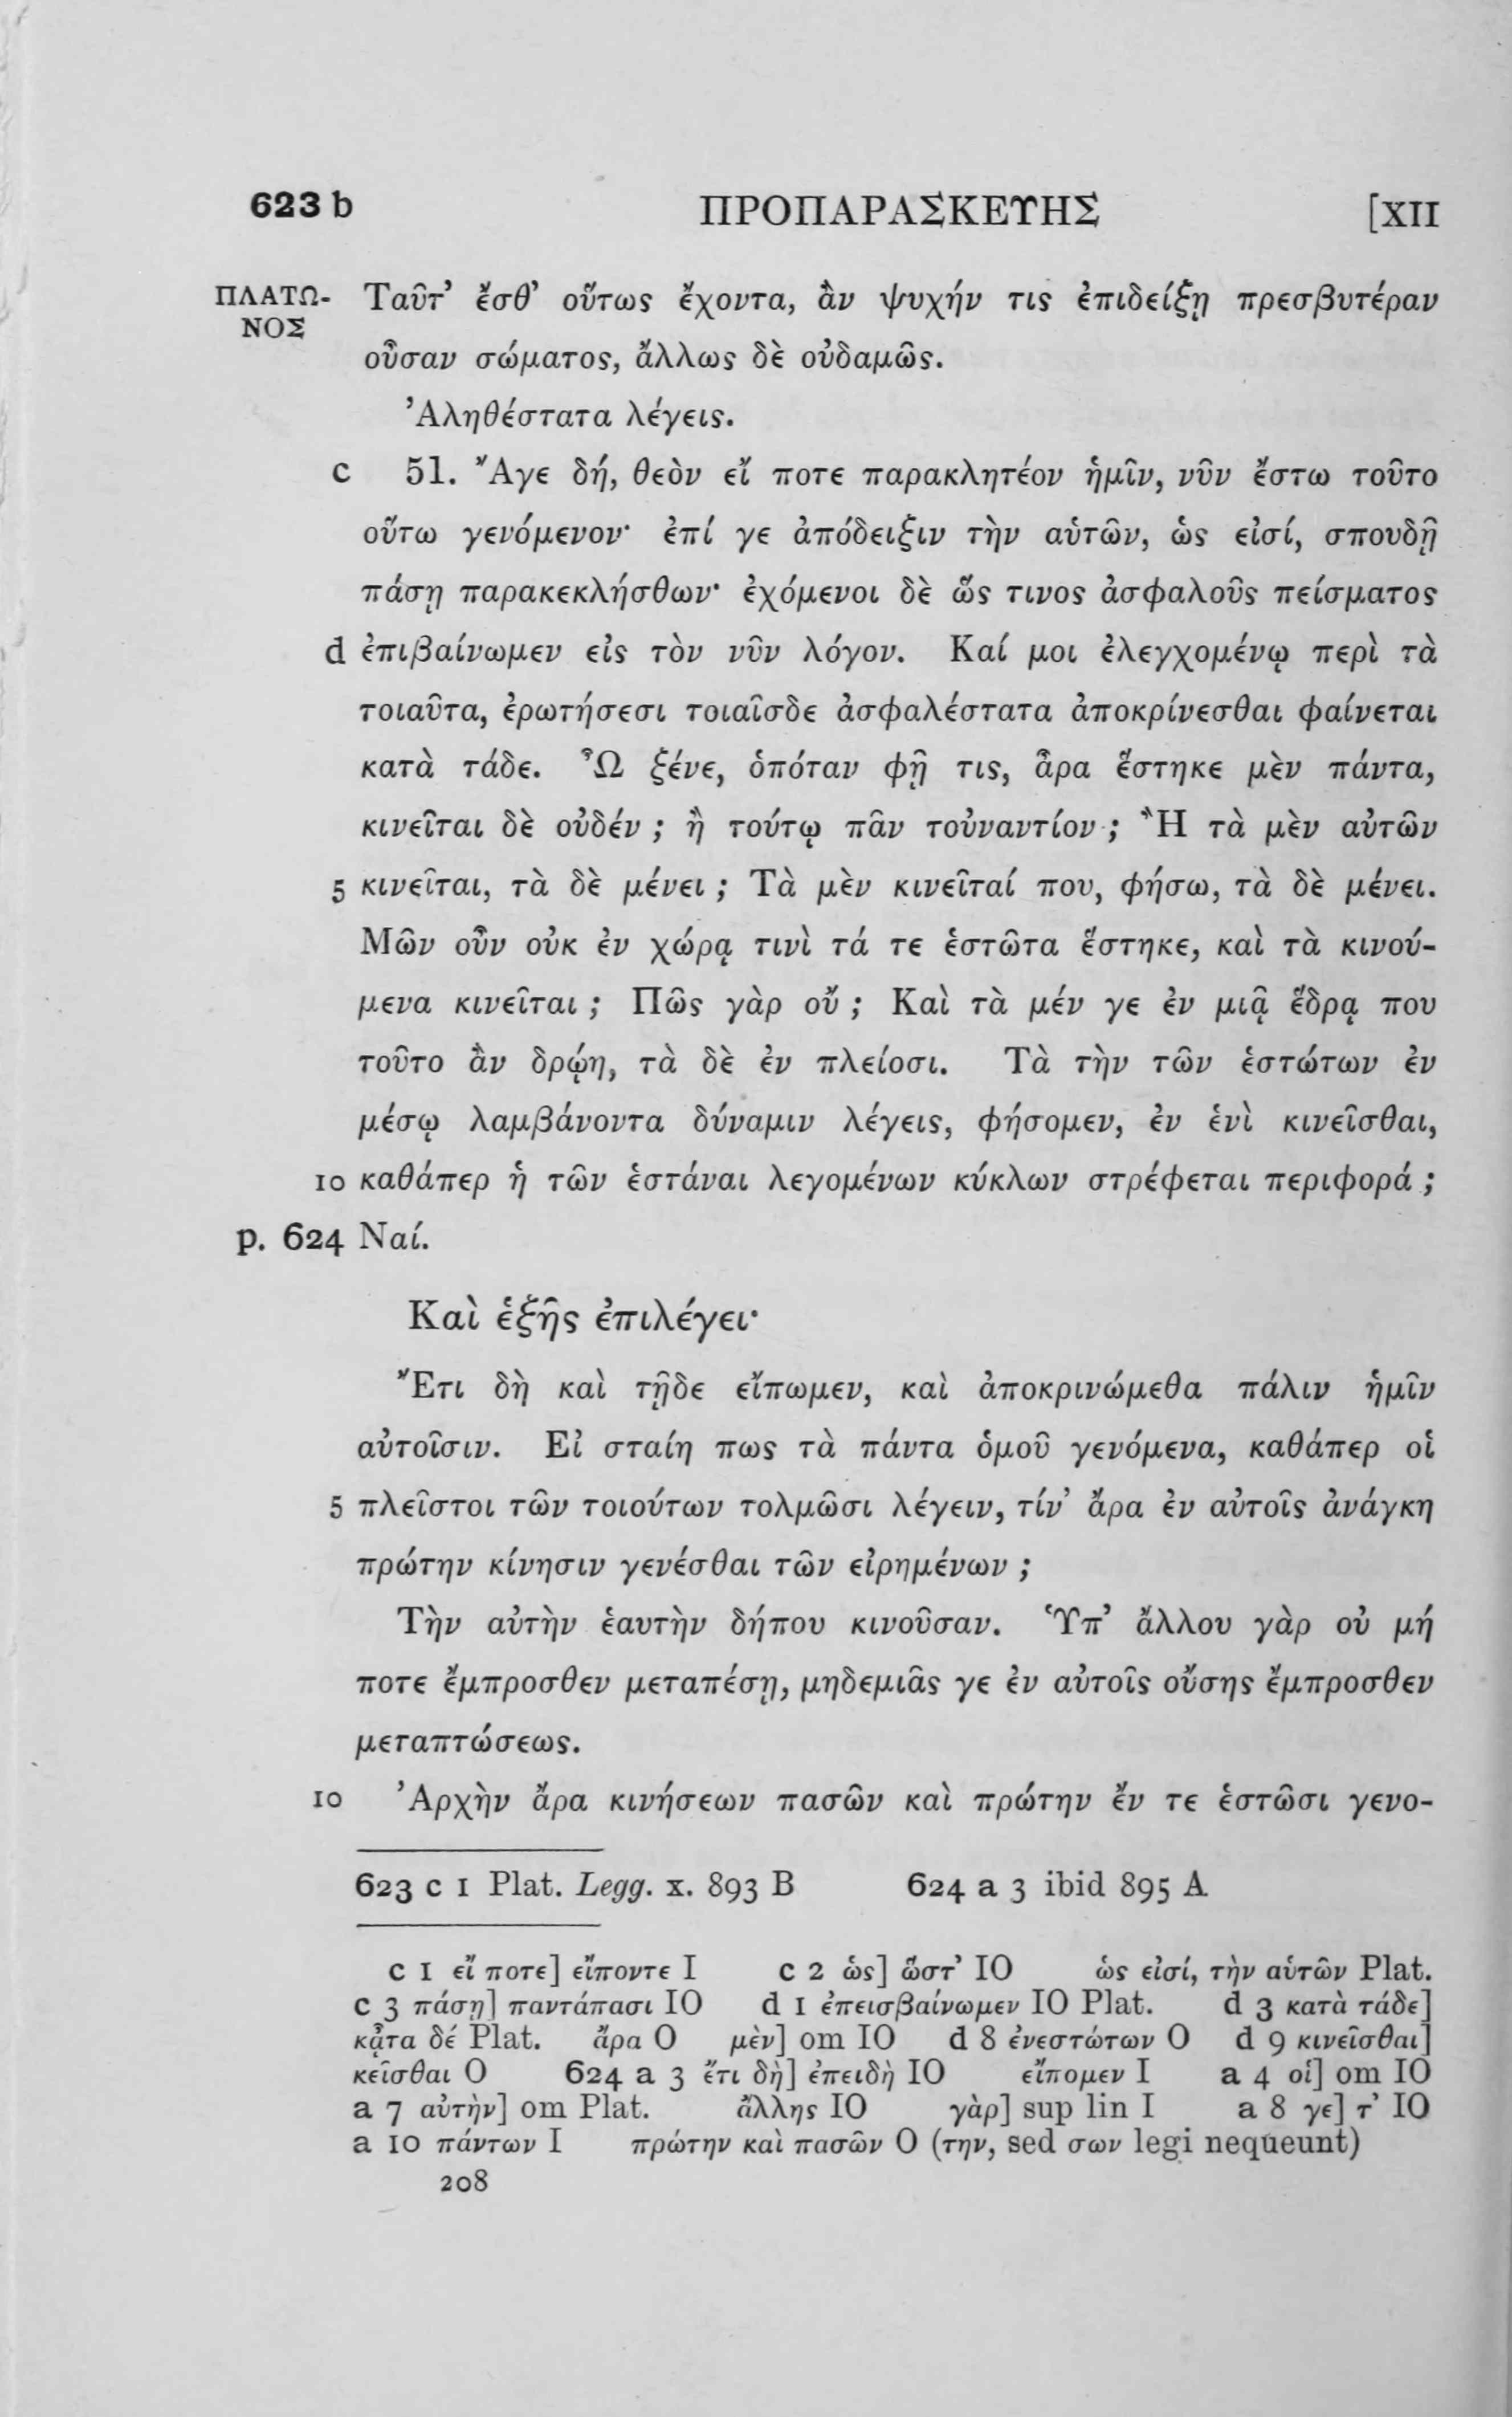 623 b ΠΡΟΠΑΡΑΣΚΕΥΗΣ [XII
ΠΛΑΤΩ- Ταῦτ’ ἔσθ’ οὕτως ἔχοντα, ἂν ψυχήν τις ἐπιδείξῃ πρεσβυτέραν
ΝΟΣ
οὖσαν σώματος, ἄλλως δὲ οὐδαμῶς.
Ἀληθέστατα λέγεις.
c 51. Ἄγε δή, θεὸν εἴ ποτε παρακλητέον ἡμῖν, νῦν ἔστω τοῦτο
οὕτω γενόμενον· ἐπί γε ἀπόδειξιν τὴν αὑτῶν, ὡς εἰσί, σπουδῇ
πάσῃ παρακεκλήσθων· ἐχόμενοι δὲ ὥς τινος ἀσφαλοῦς πείσματος
d ἐπιβαίνωμεν εἰς τὸν νῦν λόγον. Καί μοι ἐλεγχομένῳ περὶ τὰ
τοιαῦτα, ἐρωτήσεσι τοιαῖσδε ἀσφαλέστατα ἀποκρίνεσθαι φαίνεται
κατὰ τάδε. Ὦ ξένε, ὁπόταν φῇ τις, ἆρα ἕστηκε μὲν πάντα,
κινεῖται δὲ οὐδέν ; ἢ τούτῳ πᾶν τοὐναντίον ; Ἢ τὰ μὲν αὐτῶν
5 κινεῖται, τὰ δὲ μένει ; Τὰ μὲν κινεῖταί που, φήσω, τὰ δὲ μένει.
Μῶν οὖν οὐκ ἐν χώρᾳ τινὶ τά τε ἑστῶτα ἕστηκε, καὶ τὰ κινού-
μενα κινεῖται ; Πῶς γὰρ οὔ ; Καὶ τὰ μέν γε ἐν μιᾷ ἕδρᾳ που
τοῦτο ἂν δρῴη, τὰ δὲ ἐν πλείοσι. Τὰ τὴν τῶν ἑστώτων ἐν
μέσῳ λαμβάνοντα δύναμιν λέγεις, φήσομεν, ἐν ἑνὶ κινεῖσθαι,
10 καθάπερ ἡ τῶν ἑστάναι λεγομένων κύκλων στρέφεται περιφορά ;
p. 624 Ναί.
Καὶ ἑξῆς ἐπιλέγει·
Ἔτι δὴ καὶ τῇδε εἴπωμεν, καὶ ἀποκρινώμεθα πάλιν ἡμῖν
αὐτοῖσιν. Εἰ σταίη πως τὰ πάντα ὁμοῦ γενόμενα, καθάπερ οἱ
5 πλεῖστοι τῶν τοιούτων τολμῶσι λέγειν, τίν’ ἄρα ἐν αὐτοῖς ἀνάγκη
πρώτην κίνησιν γενέσθαι τῶν εἰρημένων ;
Τὴν αὐτὴν ἑαυτὴν δήπου κινοῦσαν. Ὑπ’ ἄλλου γὰρ οὐ μή
ποτε ἔμπροσθεν μεταπέσῃ, μηδεμιᾶς γε ἐν αὐτοῖς οὔσης ἔμπροσθεν
μεταπτώσεως.
10 Ἀρχὴν ἄρα κινήσεων πασῶν καὶ πρώτην ἔν τε ἑστῶσι γενο-
623 c 1 Plat. Legg. x. 893 B 624 a 3 ibid 895 A
c 1 εἴ ποτε] εἴποντε I c 2 ὡς] ὥστ’ IO ὡς εἰσί, τὴν αὑτῶν Plat.
c 3 πάσῃ] παντάπασι IO d 1 ἐπεισβαίνωμεν IO Plat. d 3 κατὰ τάδε]
κᾆτα δέ Plat. ἄρα O μὲν] om IO d 8 ἐνεστώτων O d 9 κινεῖσθαι]
κεῖσθαι O 624 a 3 ἔτι δὴ] ἐπειδὴ IO εἴπομεν I a 4 οἱ] om IO
a 7 αὐτὴν] om Plat. ἄλλης IO γὰρ] sup lin I a 8 γε] τ’ IO
a 10 πάντων I πρώτην καὶ πασῶν O (την, sed σων legi nequeunt)
208